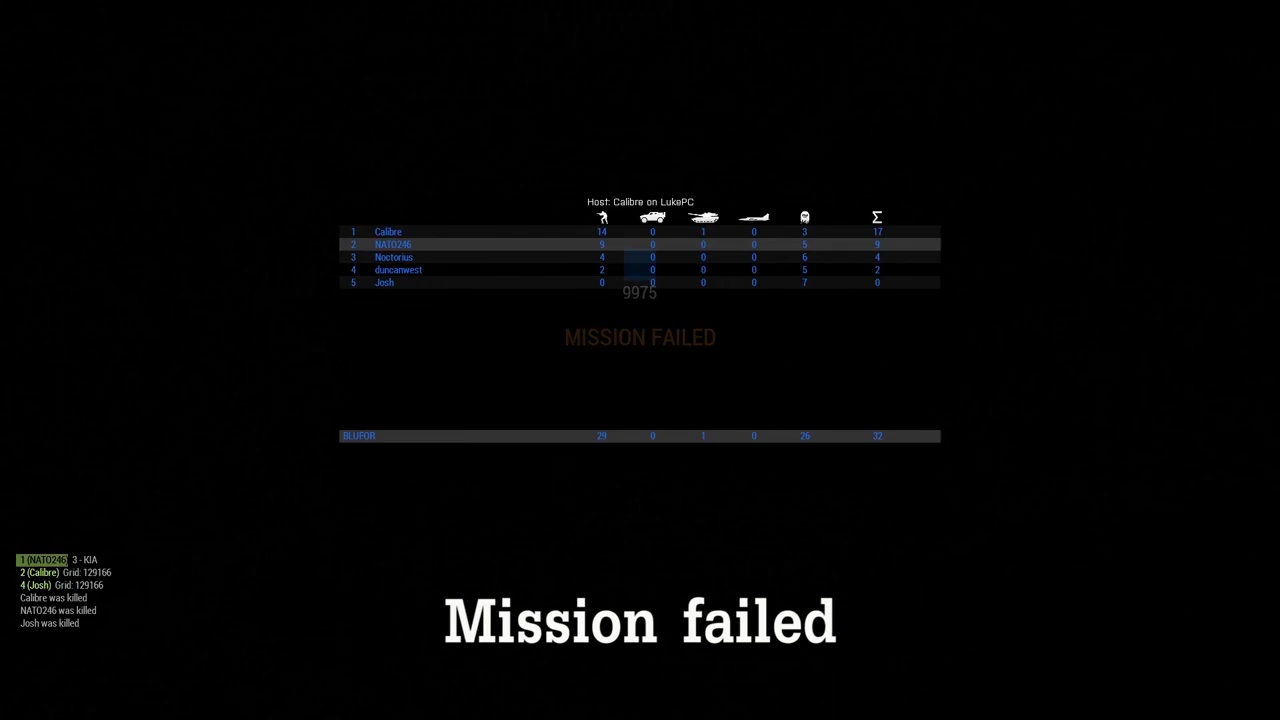 Host: Calibre on LukePC
Σ
1 Calibre 14 0 1 0 3 17
2 NATO246 9 0 0 0 5 9
3 Noctorius 4 0 0 0 6 4
4 duncanwest 2 0 0 0 5 2
5 Josh 0 0 0 0 7 0
9975
MISSION FAILED
BLUFOR 29 0 1 0 26 32
1 (NATO246) 3 - KIA
2 (Calibre) Grid: 129166
4 (Josh) Grid: 129166
Calibre was killed
NATO246 was killed
Josh was killed
Mission failed